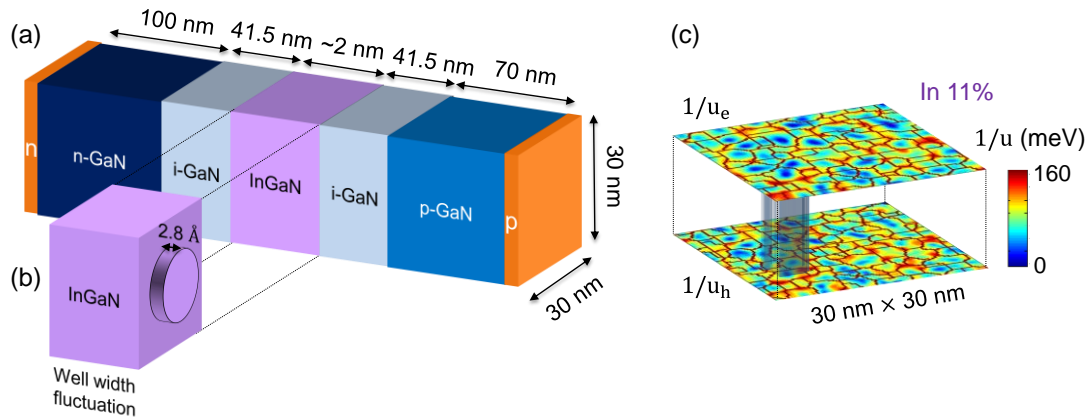 (a)
100 nm
41.5 nm
~2 nm
41.5 nm
70 nm
n
n-GaN
i-GaN
InGaN
i-GaN
p-GaN
p
30 nm
30 nm
(b)
2.8 Å
InGaN
Well width
fluctuation
(c)
In 11%
1/uₑ
1/u (meV)
160
0
1/uₕ
30 nm × 30 nm